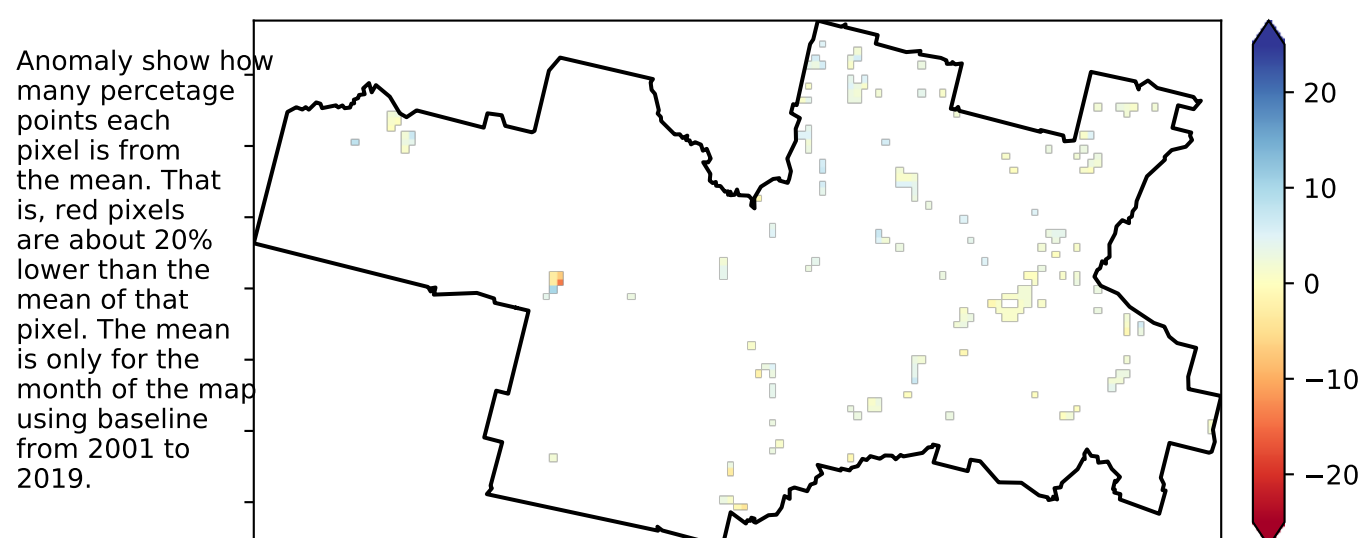 Anomaly show how
many percetage
points each
pixel is from
the mean. That
is, red pixels
are about 20%
lower than the
mean of that
pixel. The mean
is only for the
month of the map
using baseline
from 2001 to
2019.
20
10
0
−10
−20